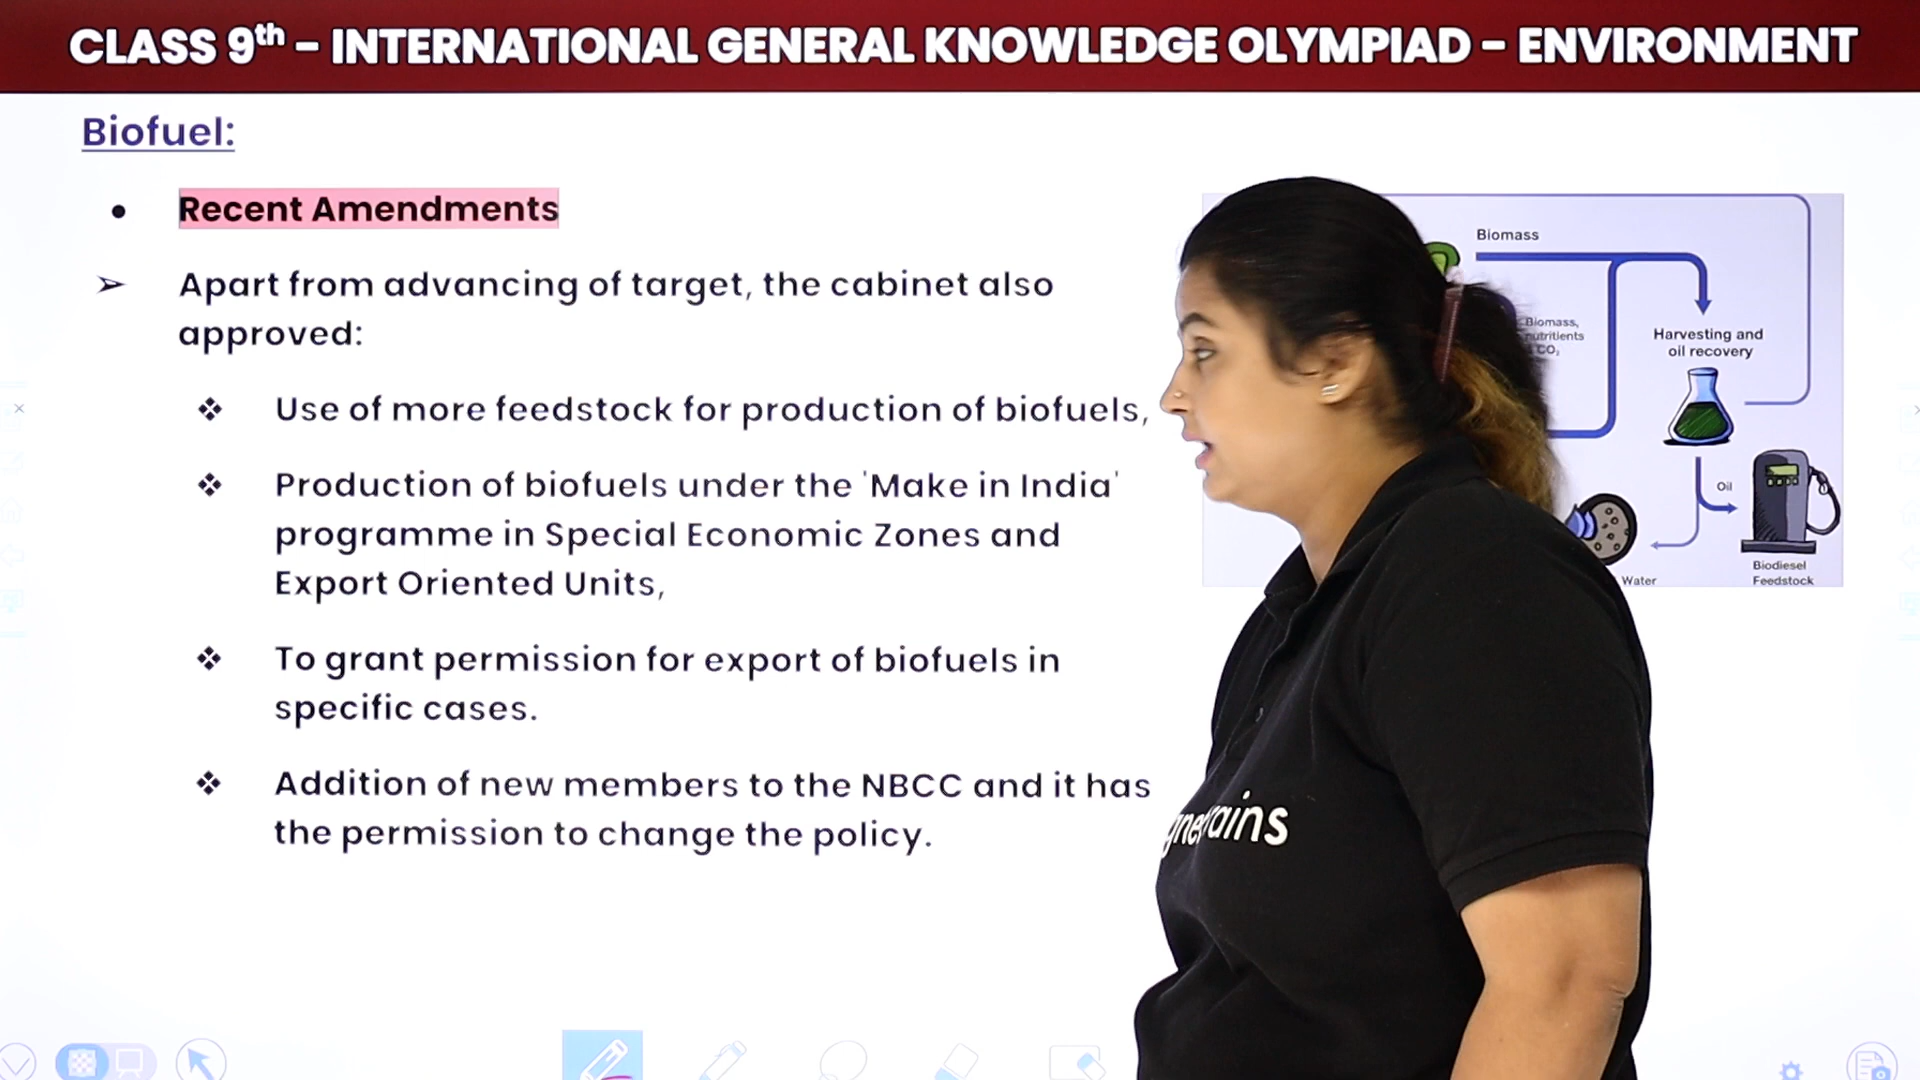 CLASS 9th – INTERNATIONAL GENERAL KNOWLEDGE OLYMPIAD – ENVIRONMENT
Biofuel:
• Recent Amendments
➢ Apart from advancing of target, the cabinet also
approved:
❖ Use of more feedstock for production of biofuels,
❖ Production of biofuels under the 'Make in India'
programme in Special Economic Zones and
Export Oriented Units,
❖ To grant permission for export of biofuels in
specific cases.
❖ Addition of new members to the NBCC and it has
the permission to change the policy.
Biomass
Biomass,
nutritients
CO₂
Harvesting and
oil recovery
Oil
Water
Biodiesel
Feedstock